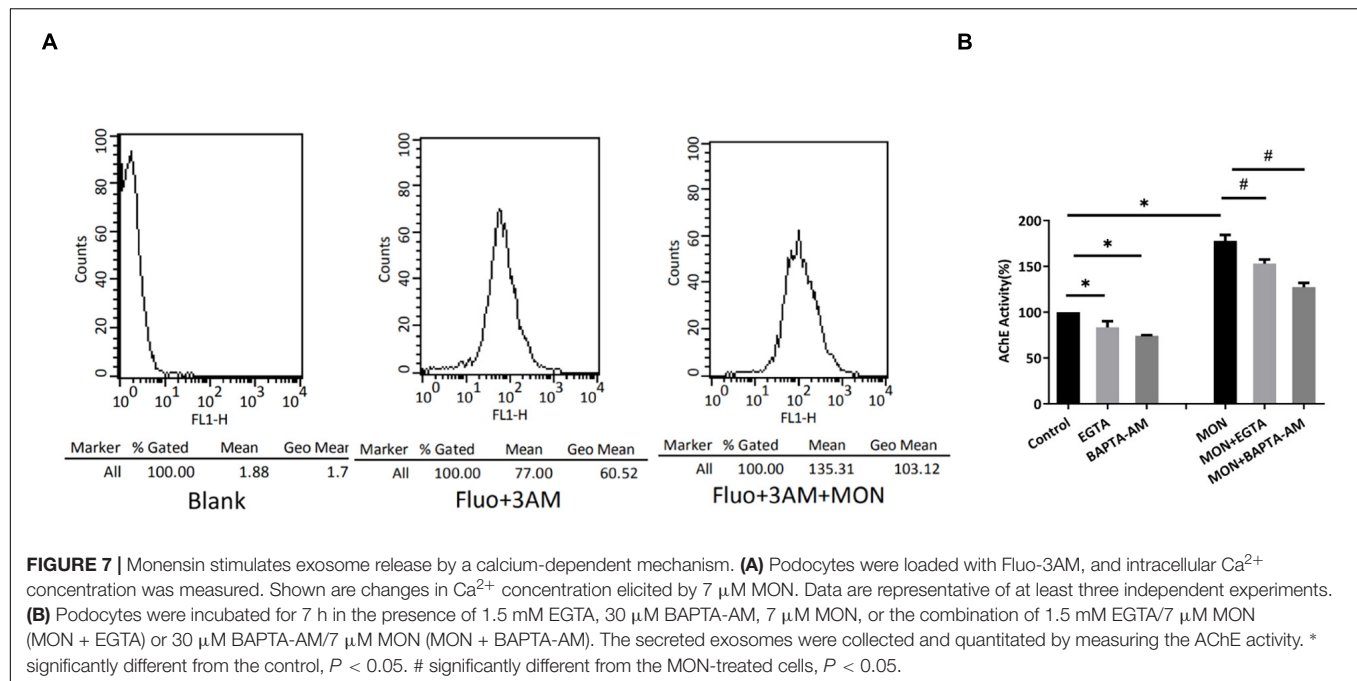 A
B
100
80
60
40
20
0
Counts
10^0 10^1 10^2 10^3 10^4
FL1-H
Marker % Gated Mean Geo Mean
All 100.00 1.88 1.7
Blank
100
80
60
40
20
0
Counts
10^0 10^1 10^2 10^3 10^4
FL1-H
Marker % Gated Mean Geo Mean
All 100.00 77.00 60.52
Fluo+3AM
100
80
60
40
20
0
Counts
10^0 10^1 10^2 10^3 10^4
FL1-H
Marker % Gated Mean Geo Mean
All 100.00 135.31 103.12
Fluo+3AM+MON
AChE Activity(%)
200
150
100
50
0
*
*
*
#
#
Control
EGTA
BAPTA-AM
MON
MON+EGTA
MON+BAPTA-AM
FIGURE 7 | Monensin stimulates exosome release by a calcium-dependent mechanism. (A) Podocytes were loaded with Fluo-3AM, and intracellular Ca²⁺
concentration was measured. Shown are changes in Ca²⁺ concentration elicited by 7 μM MON. Data are representative of at least three independent experiments.
(B) Podocytes were incubated for 7 h in the presence of 1.5 mM EGTA, 30 μM BAPTA-AM, 7 μM MON, or the combination of 1.5 mM EGTA/7 μM MON
(MON + EGTA) or 30 μM BAPTA-AM/7 μM MON (MON + BAPTA-AM). The secreted exosomes were collected and quantitated by measuring the AChE activity. *
significantly different from the control, P < 0.05. # significantly different from the MON-treated cells, P < 0.05.